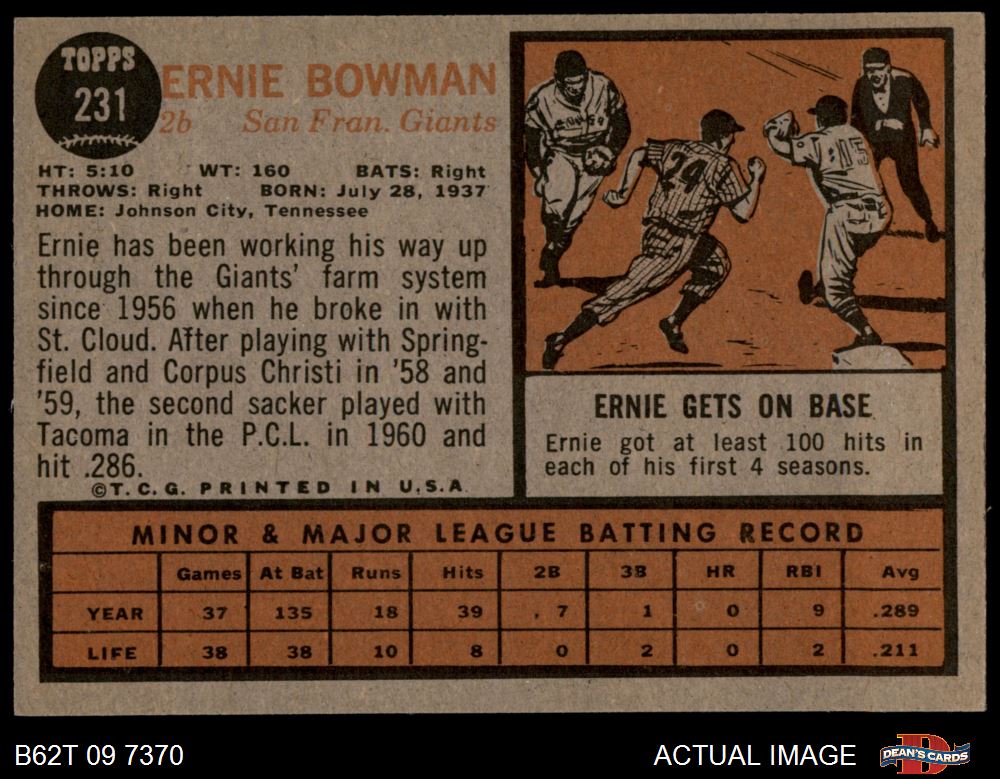 TOPPS
231
ERNIE BOWMAN
2b San Fran. Giants
HT: 5:10 WT: 160 BATS: Right
THROWS: Right BORN: July 28, 1937
HOME: Johnson City, Tennessee
Ernie has been working his way up
through the Giants' farm system
since 1956 when he broke in with
St. Cloud. After playing with Spring-
field and Corpus Christi in '58 and
'59, the second sacker played with
Tacoma in the P.C.L. in 1960 and
hit .286.
©T.C.G. PRINTED IN U.S.A.
24
15
ERNIE GETS ON BASE
Ernie got at least 100 hits in
each of his first 4 seasons.
MINOR & MAJOR LEAGUE BATTING RECORD
Games At Bat Runs Hits 2B 3B HR RBI Avg
YEAR 37 135 18 39 7 1 0 9 .289
LIFE 38 38 10 8 0 2 0 2 .211
B62T 09 7370 ACTUAL IMAGE DEAN'S CARDS